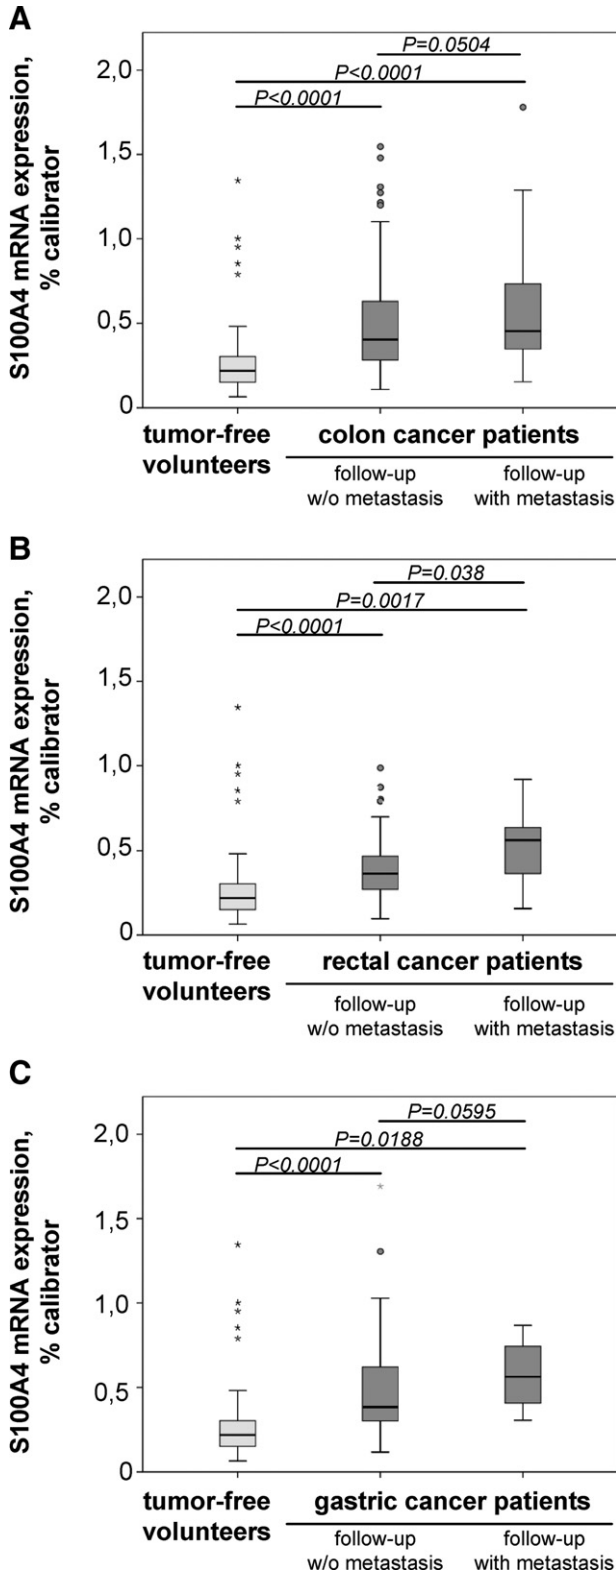 A
S100A4 mRNA expression,
% calibrator
2,0
1,5
1,0
0,5
0
P=0.0504
P<0.0001
P<0.0001
tumor-free
volunteers
colon cancer patients
follow-up
w/o metastasis
follow-up
with metastasis
B
S100A4 mRNA expression,
% calibrator
2,0
1,5
1,0
0,5
0
P=0.038
P=0.0017
P<0.0001
tumor-free
volunteers
rectal cancer patients
follow-up
w/o metastasis
follow-up
with metastasis
C
S100A4 mRNA expression,
% calibrator
2,0
1,5
1,0
0,5
0
P=0.0595
P=0.0188
P<0.0001
tumor-free
volunteers
gastric cancer patients
follow-up
w/o metastasis
follow-up
with metastasis